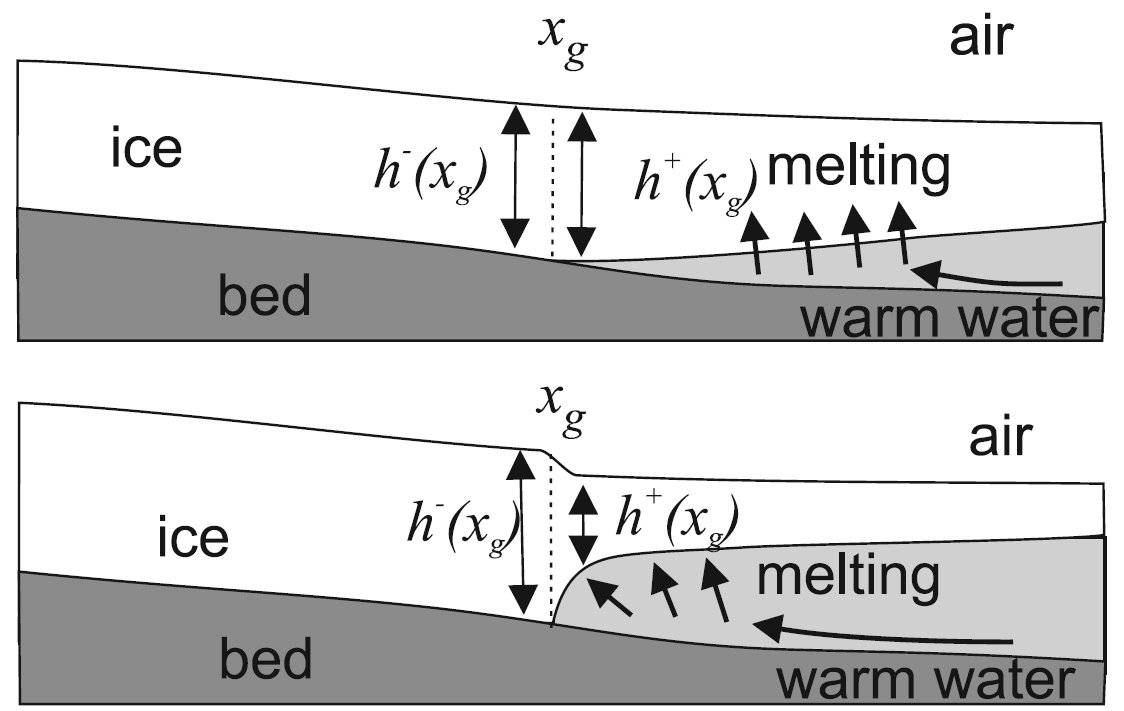 x_g
air
ice
h^-(x_g)
h^+(x_g)
melting
bed
warm water
x_g
air
h^-(x_g)
h^+(x_g)
ice
melting
bed
warm water